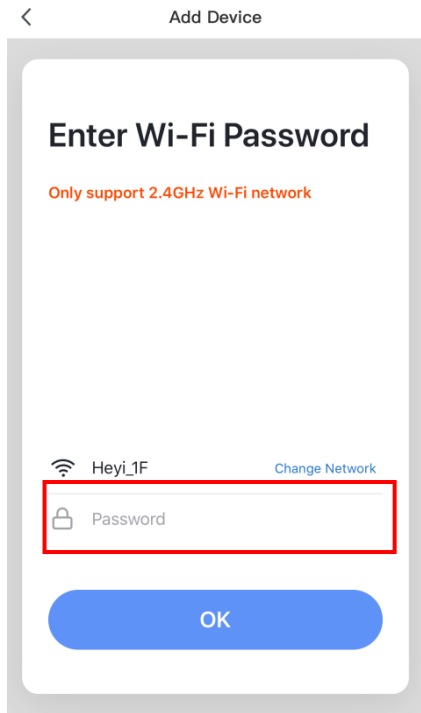 Add Device
Enter Wi-Fi Password
Only support 2.4GHz Wi-Fi network
Heyi_1F
Change Network
Password
OK